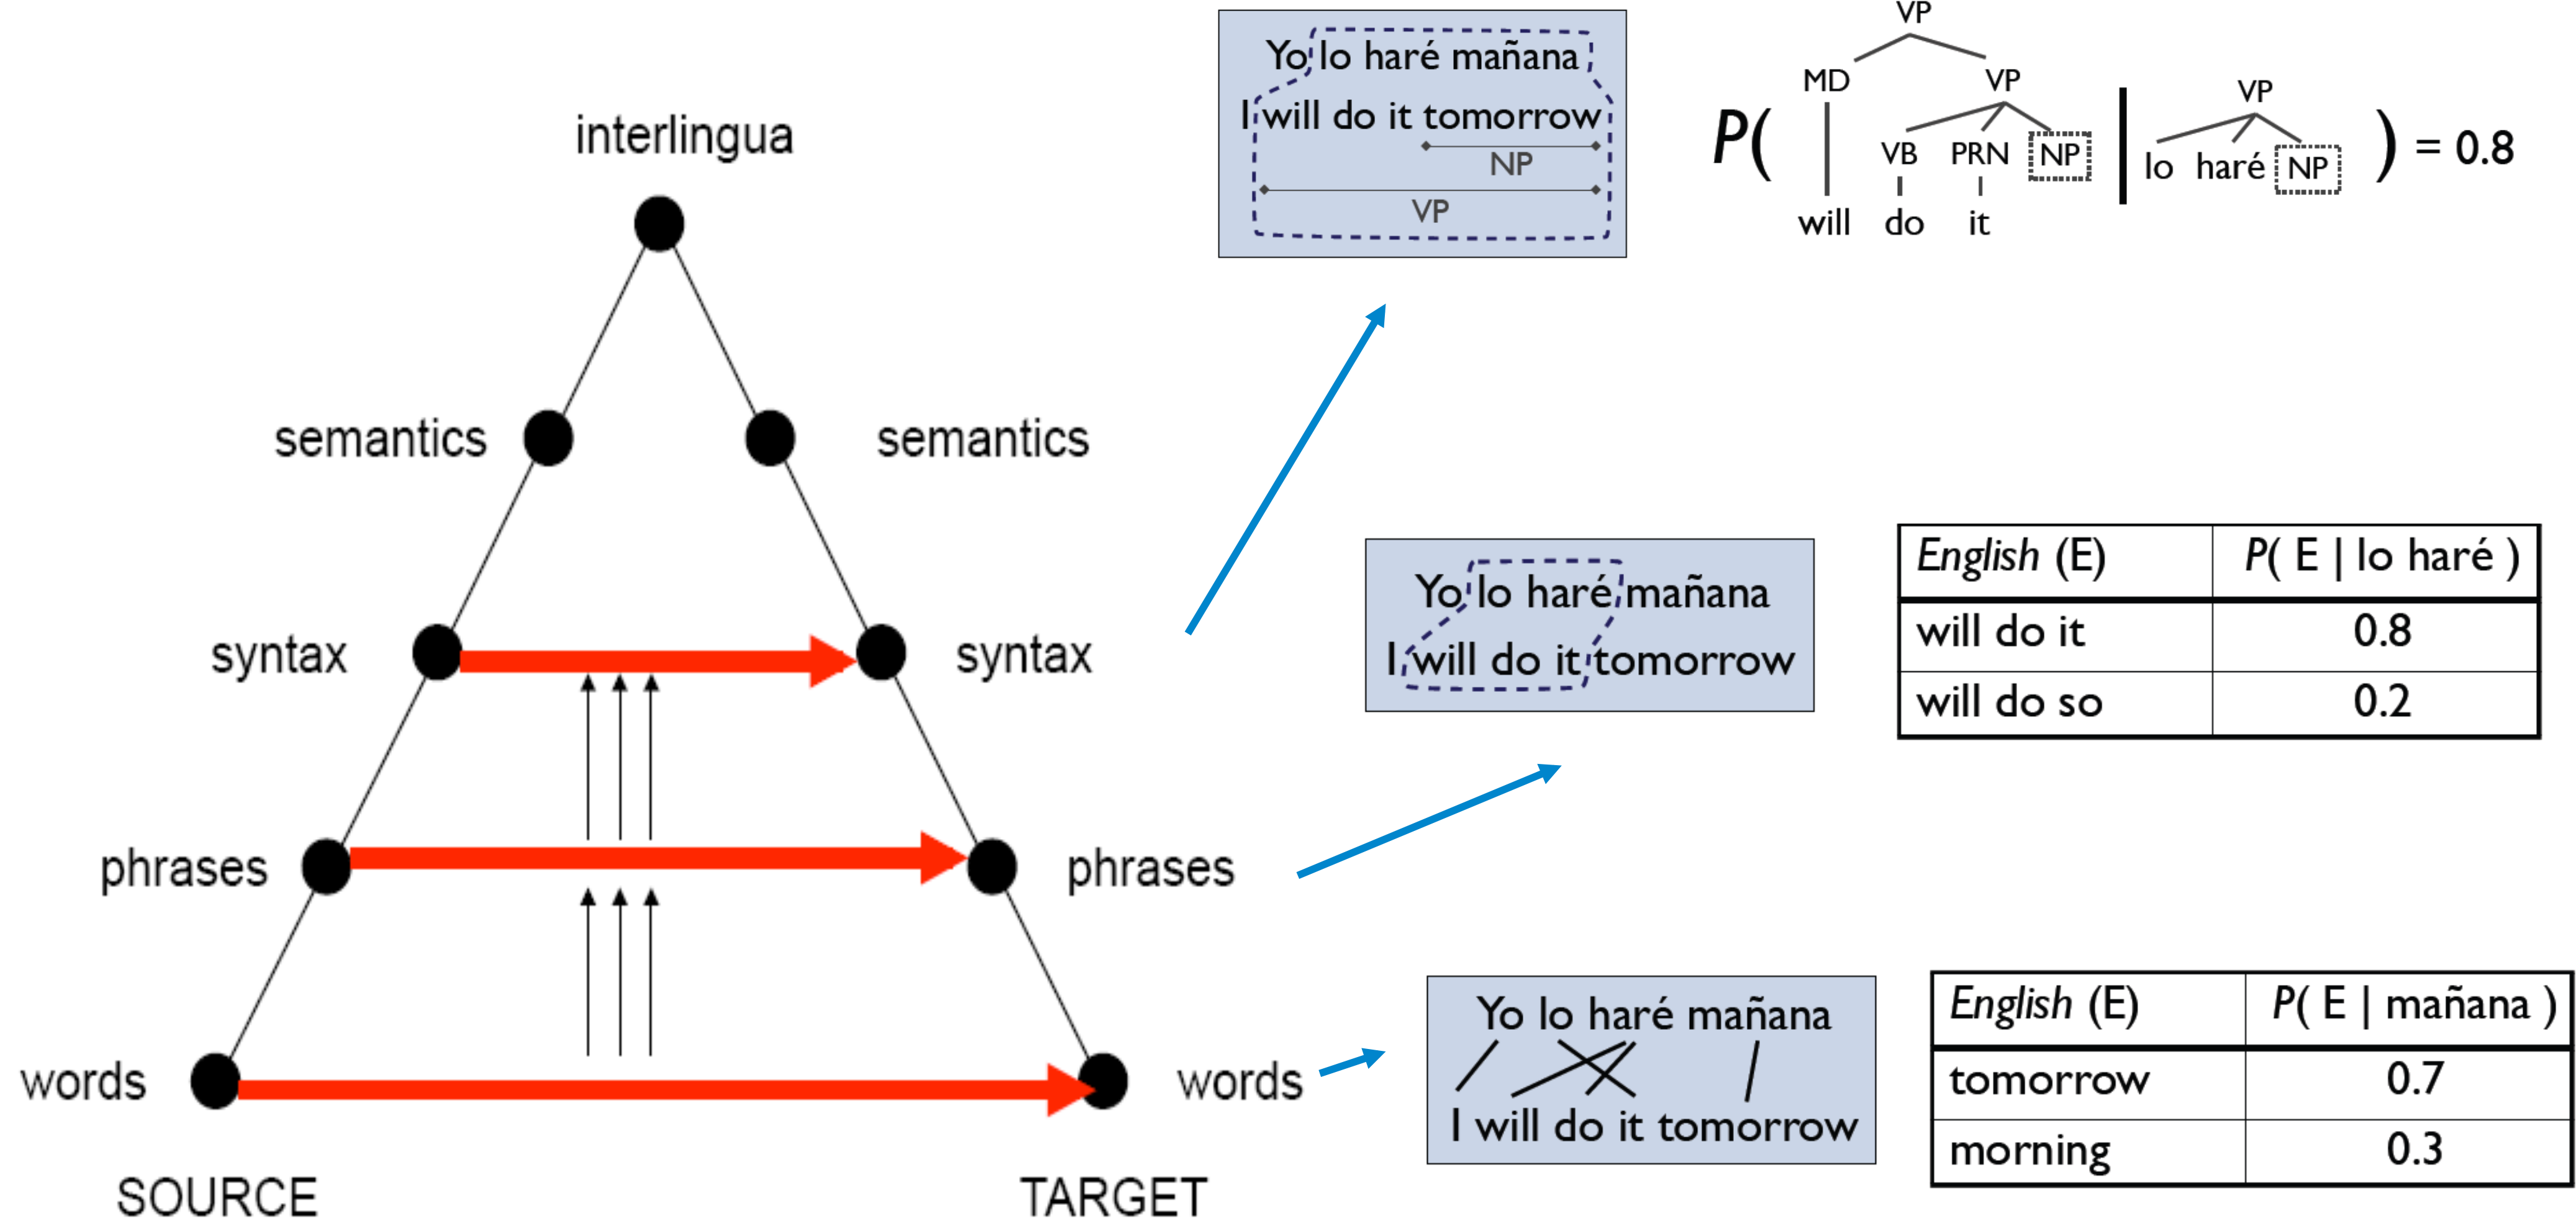 interlingua
semantics
semantics
syntax
syntax
phrases
phrases
words
words
SOURCE
TARGET
Yo lo haré mañana
I will do it tomorrow
NP
VP
VP
MD VP
VB PRN NP
will do it
P( | ) = 0.8
VP
lo haré NP
Yo lo haré mañana
I will do it tomorrow
English (E) P( E | lo haré )
will do it 0.8
will do so 0.2
Yo lo haré mañana
I will do it tomorrow
English (E) P( E | mañana )
tomorrow 0.7
morning 0.3